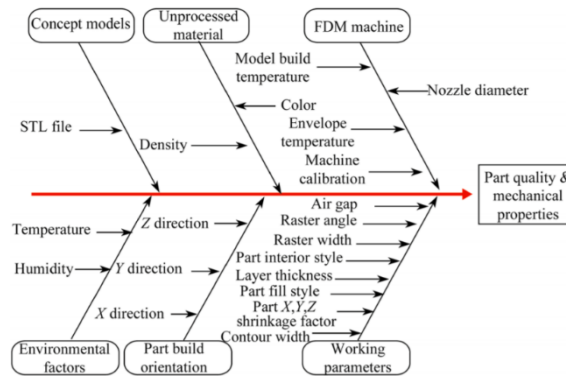 Concept models
Unprocessed
material
FDM machine
Model build
temperature
Nozzle diameter
Color
STL file
Envelope
temperature
Density
Machine
calibration
Part quality &
mechanical
properties
Air gap
Z direction
Raster angle
Temperature
Raster width
Part interior style
Humidity
Y direction
Layer thickness
Part fill style
X direction
Part X,Y,Z
shrinkage factor
Contour width
Environmental
factors
Part build
orientation
Working
parameters